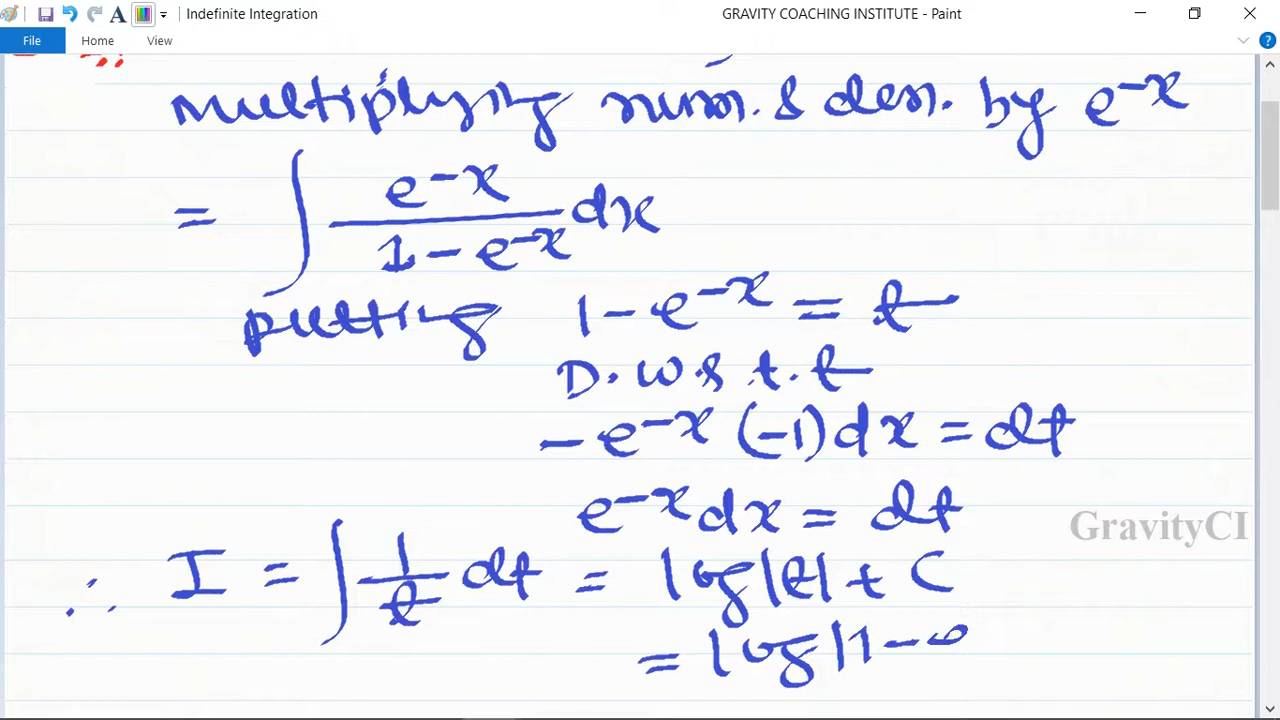 Indefinite Integration
GRAVITY COACHING INSTITUTE - Paint
File Home View
Multiplying num. & den. by e^-x
= ∫ e^-x / 1 - e^-x dx
putting 1 - e^-x = t
D. w. r. t. t
- e^-x (-1) dx = dt
e^-x dx = dt
GravityCI
∴ I = ∫ 1/t dt = log|t| + C
= log|1 -